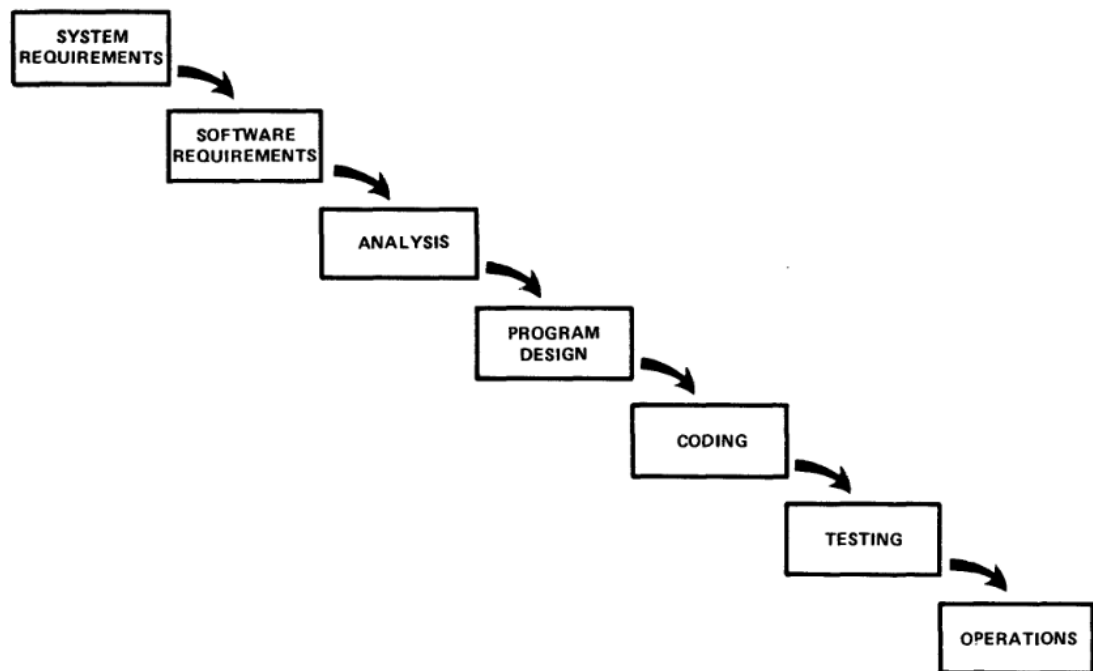 SYSTEM
REQUIREMENTS
SOFTWARE
REQUIREMENTS
ANALYSIS
PROGRAM
DESIGN
CODING
TESTING
OPERATIONS